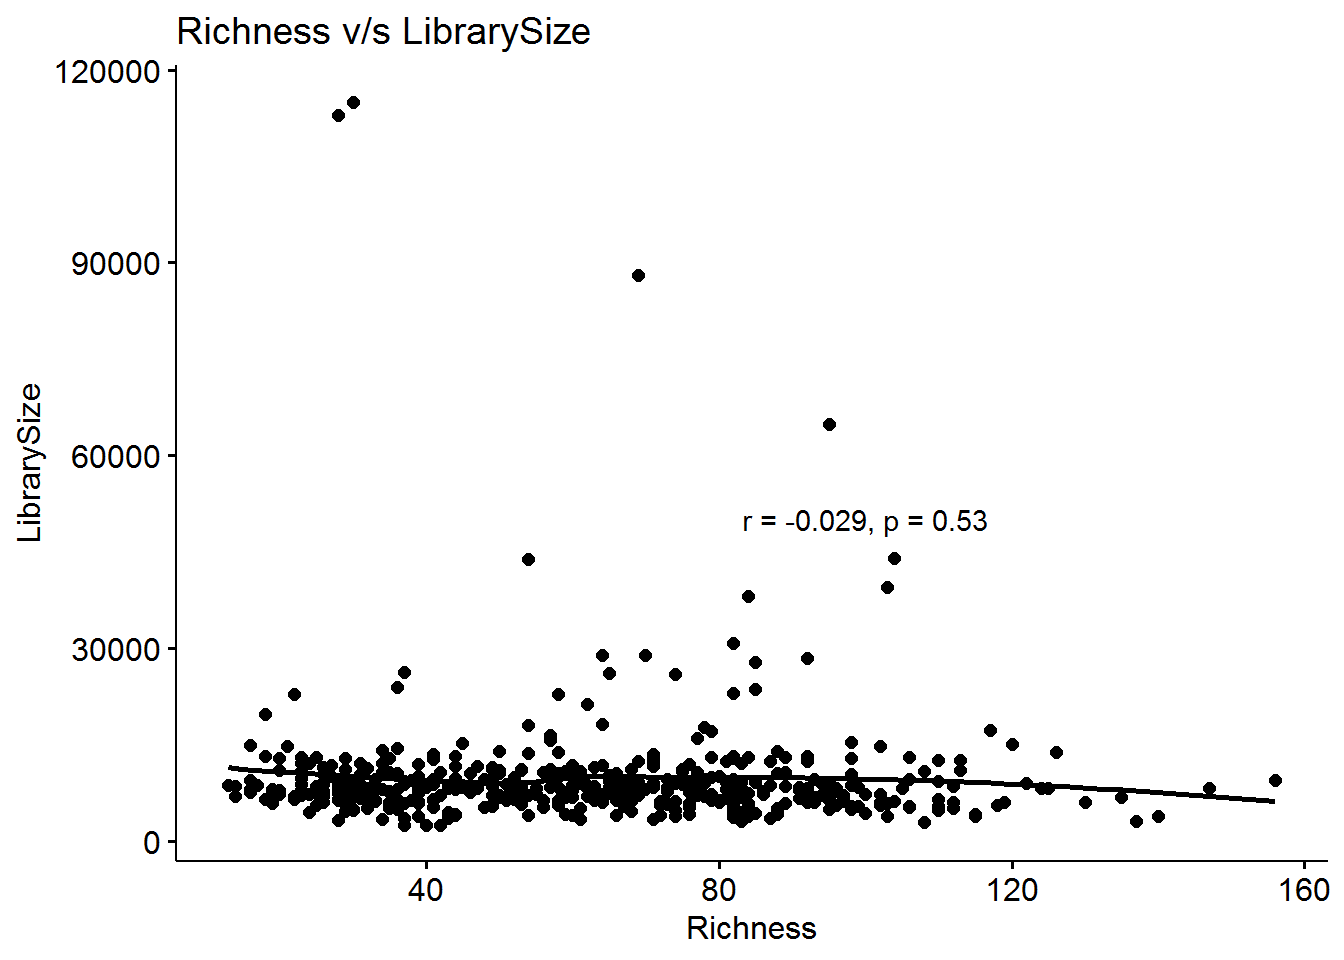 Richness v/s LibrarySize
120000
90000
60000
30000
0
LibrarySize
r = -0.029, p = 0.53
40
80
120
160
Richness